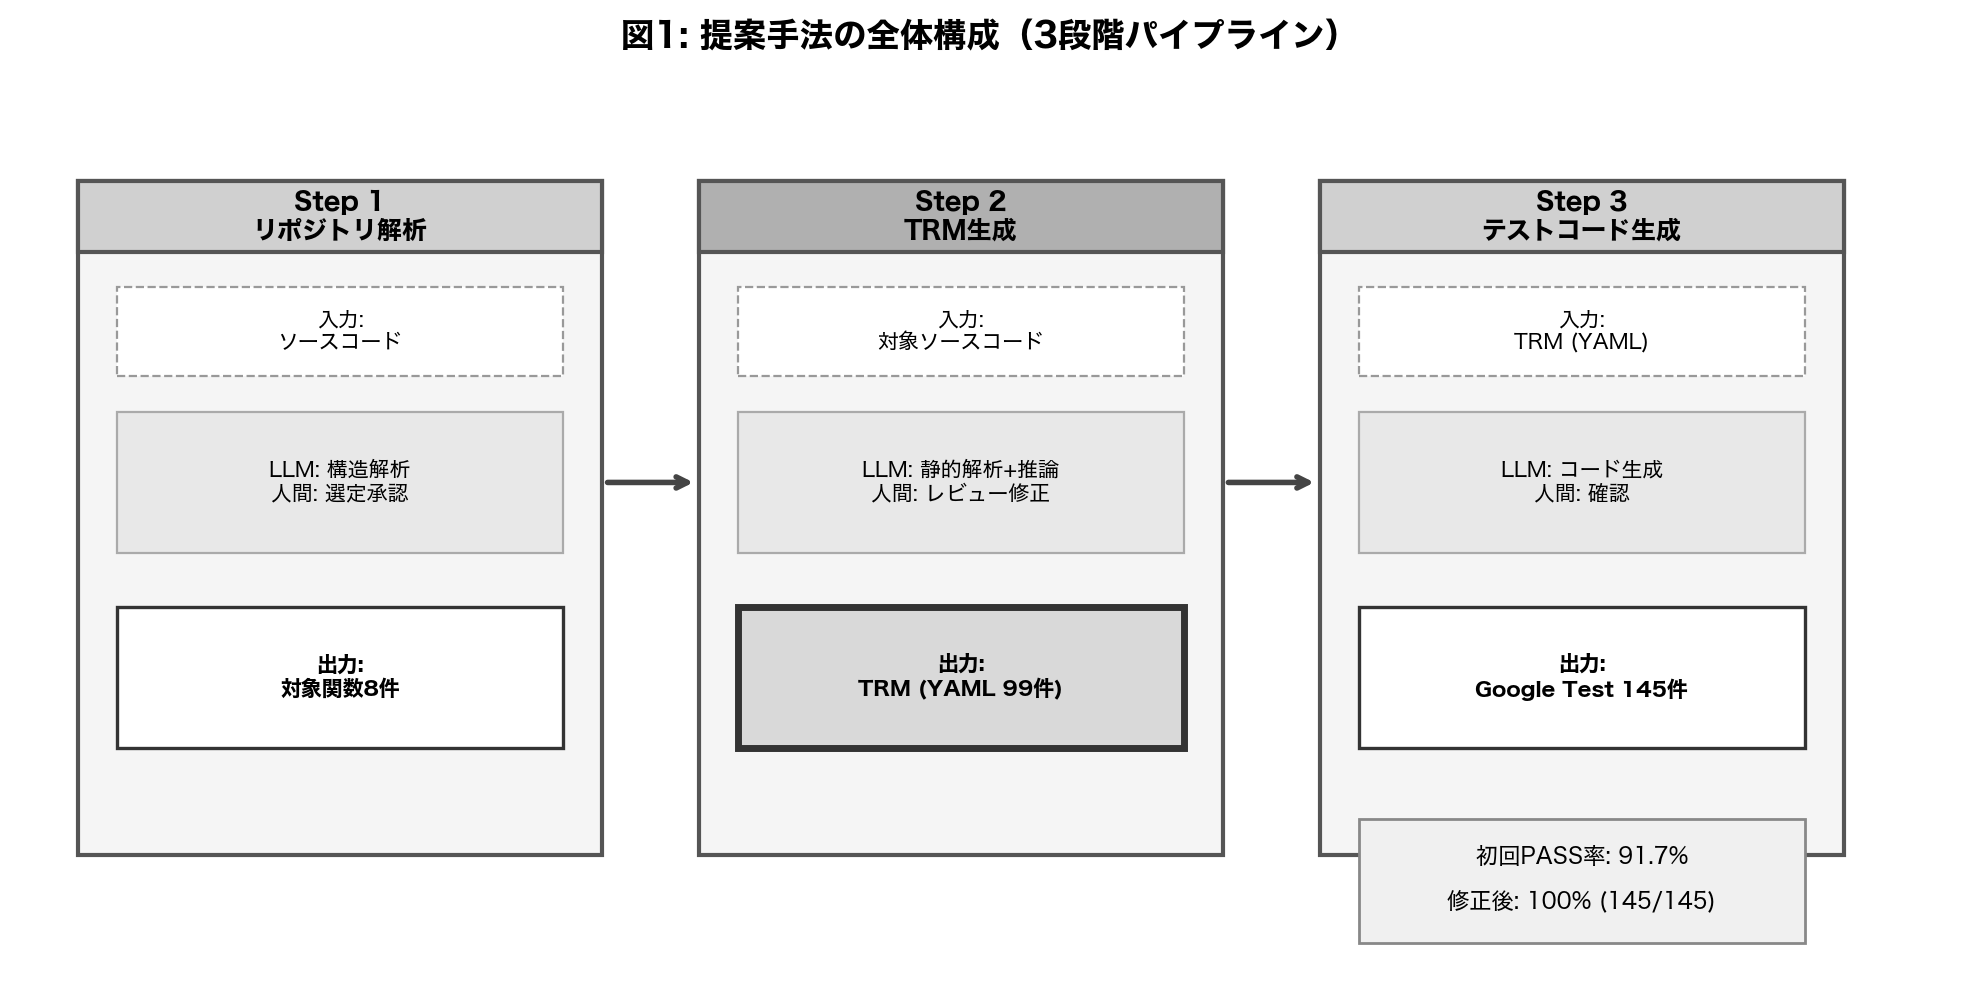 図1: 提案手法の全体構成（3段階パイプライン）
Step 1
リポジトリ解析
入力:
ソースコード
LLM: 構造解析
人間: 選定承認
出力:
対象関数8件
Step 2
TRM生成
入力:
対象ソースコード
LLM: 静的解析+推論
人間: レビュー修正
出力:
TRM (YAML 99件)
Step 3
テストコード生成
入力:
TRM (YAML)
LLM: コード生成
人間: 確認
出力:
Google Test 145件
初回PASS率: 91.7%
修正後: 100% (145/145)